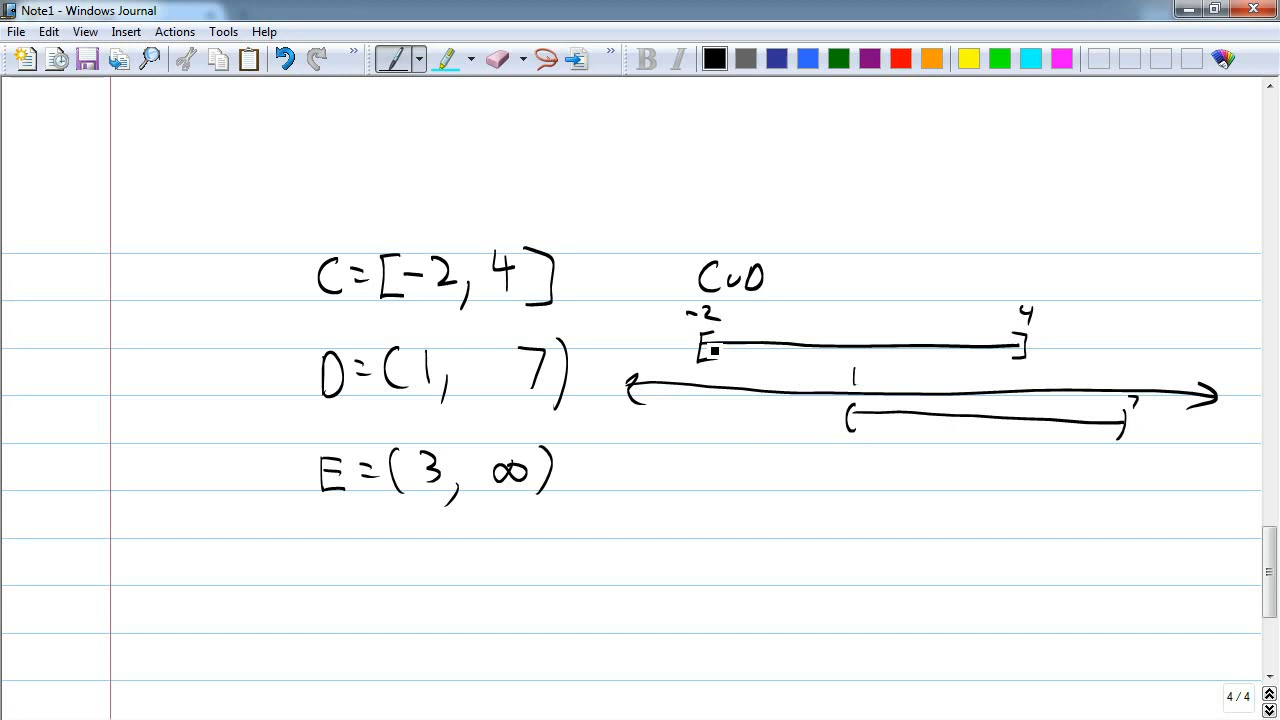 Note1 - Windows Journal
File Edit View Insert Actions Tools Help
B I
C=[-2, 4]
C∪D
-2 4
D=(1, 7)
1
7
E=(3, ∞)
4 / 4